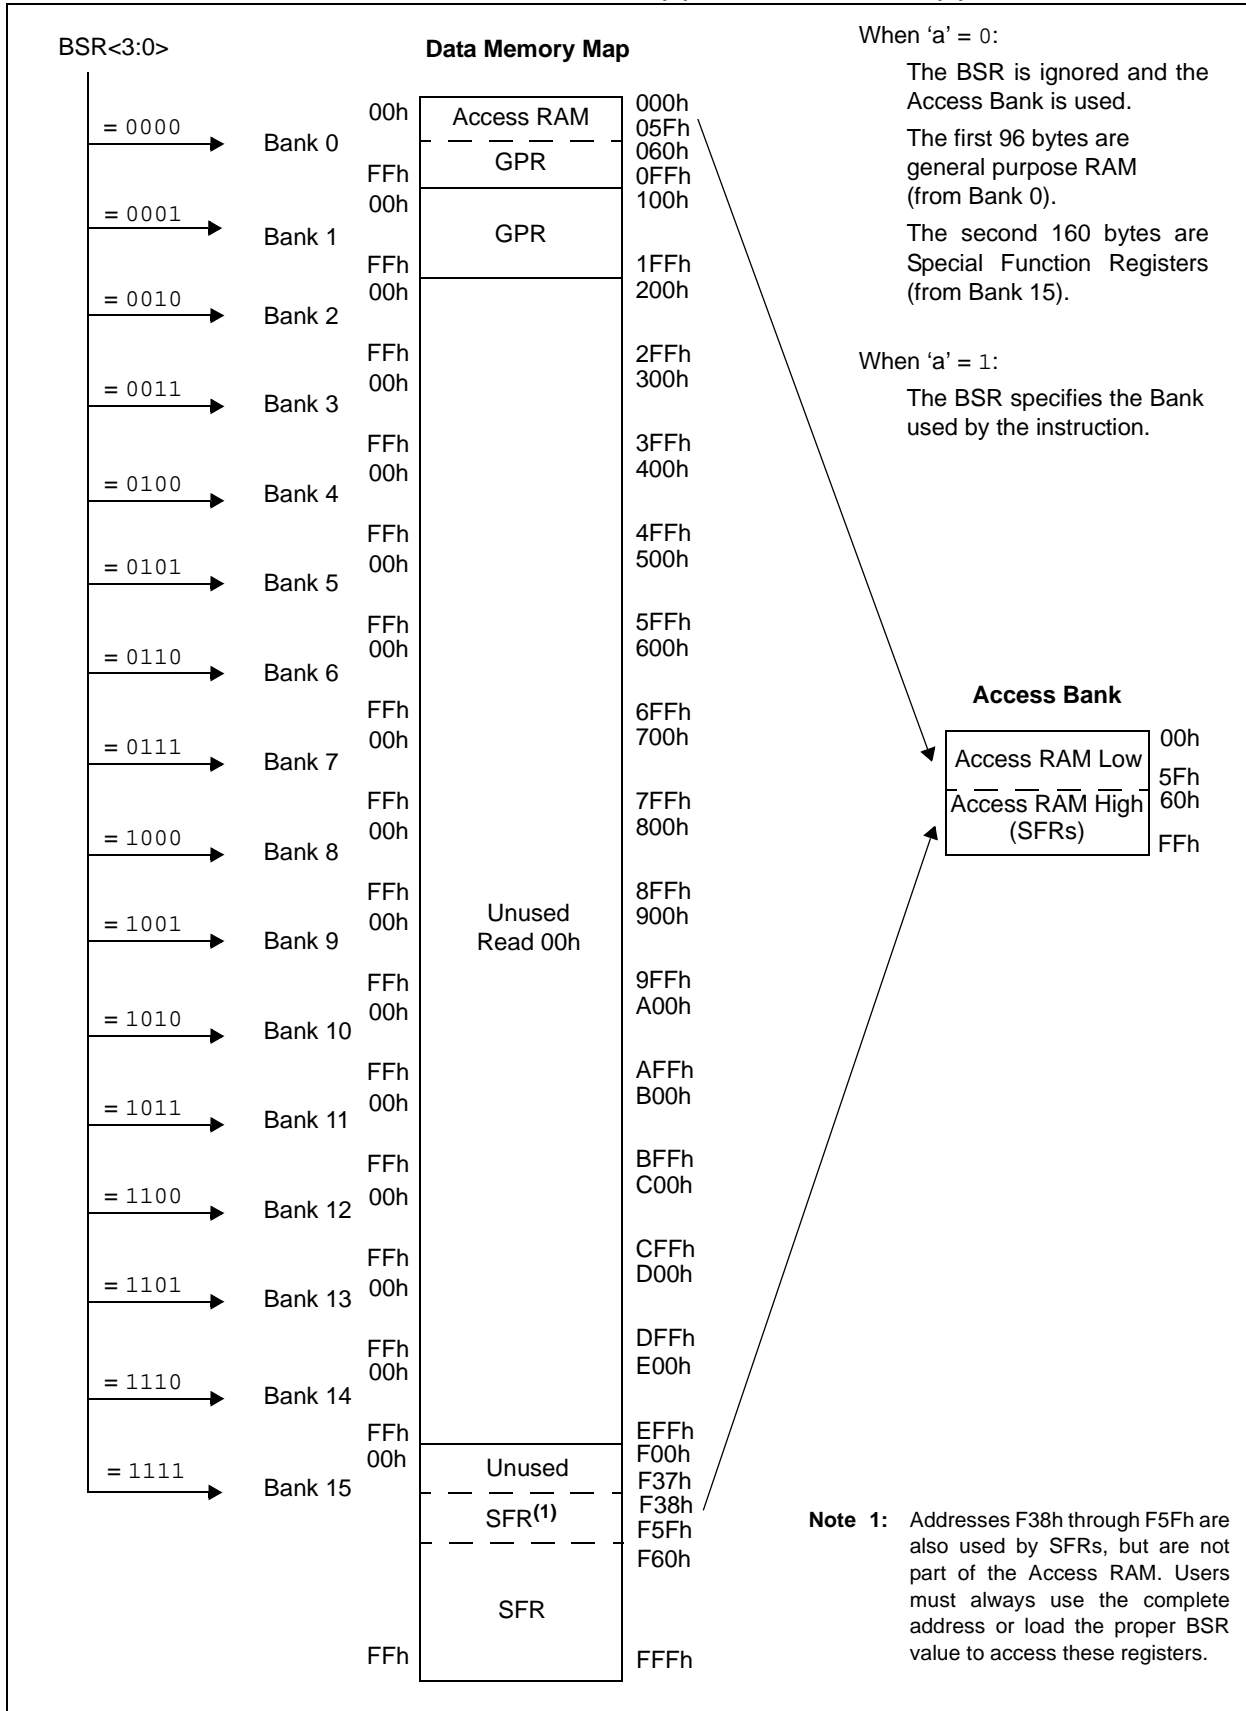 BSR<3:0>
Data Memory Map
When ‘a’ = 0:
The BSR is ignored and the
Access Bank is used.
The first 96 bytes are
general purpose RAM
(from Bank 0).
The second 160 bytes are
Special Function Registers
(from Bank 15).
When ‘a’ = 1:
The BSR specifies the Bank
used by the instruction.
= 0000
Bank 0
00h
Access RAM
000h
05Fh
GPR
060h
FFh
0FFh
= 0001
Bank 1
00h
GPR
100h
FFh
1FFh
= 0010
Bank 2
00h
200h
FFh
2FFh
= 0011
Bank 3
00h
300h
FFh
3FFh
= 0100
Bank 4
00h
400h
FFh
4FFh
= 0101
Bank 5
00h
500h
FFh
5FFh
= 0110
Bank 6
00h
600h
FFh
6FFh
= 0111
Bank 7
00h
700h
FFh
7FFh
= 1000
Bank 8
00h
800h
FFh
8FFh
= 1001
Bank 9
00h
Unused
Read 00h
900h
FFh
9FFh
= 1010
Bank 10
00h
A00h
FFh
AFFh
= 1011
Bank 11
00h
B00h
FFh
BFFh
= 1100
Bank 12
00h
C00h
FFh
CFFh
= 1101
Bank 13
00h
D00h
FFh
DFFh
= 1110
Bank 14
00h
E00h
FFh
EFFh
= 1111
Bank 15
00h
Unused
F00h
F37h
SFR(1)
F38h
F5Fh
SFR
F60h
FFh
FFFh
Access Bank
Access RAM Low
00h
5Fh
Access RAM High
(SFRs)
60h
FFh
Note 1: Addresses F38h through F5Fh are
also used by SFRs, but are not
part of the Access RAM. Users
must always use the complete
address or load the proper BSR
value to access these registers.